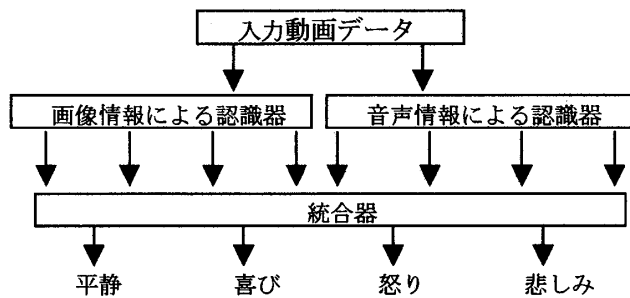 入力動画データ
画像情報による認識器
音声情報による認識器
統合器
平静
喜び
怒り
悲しみ